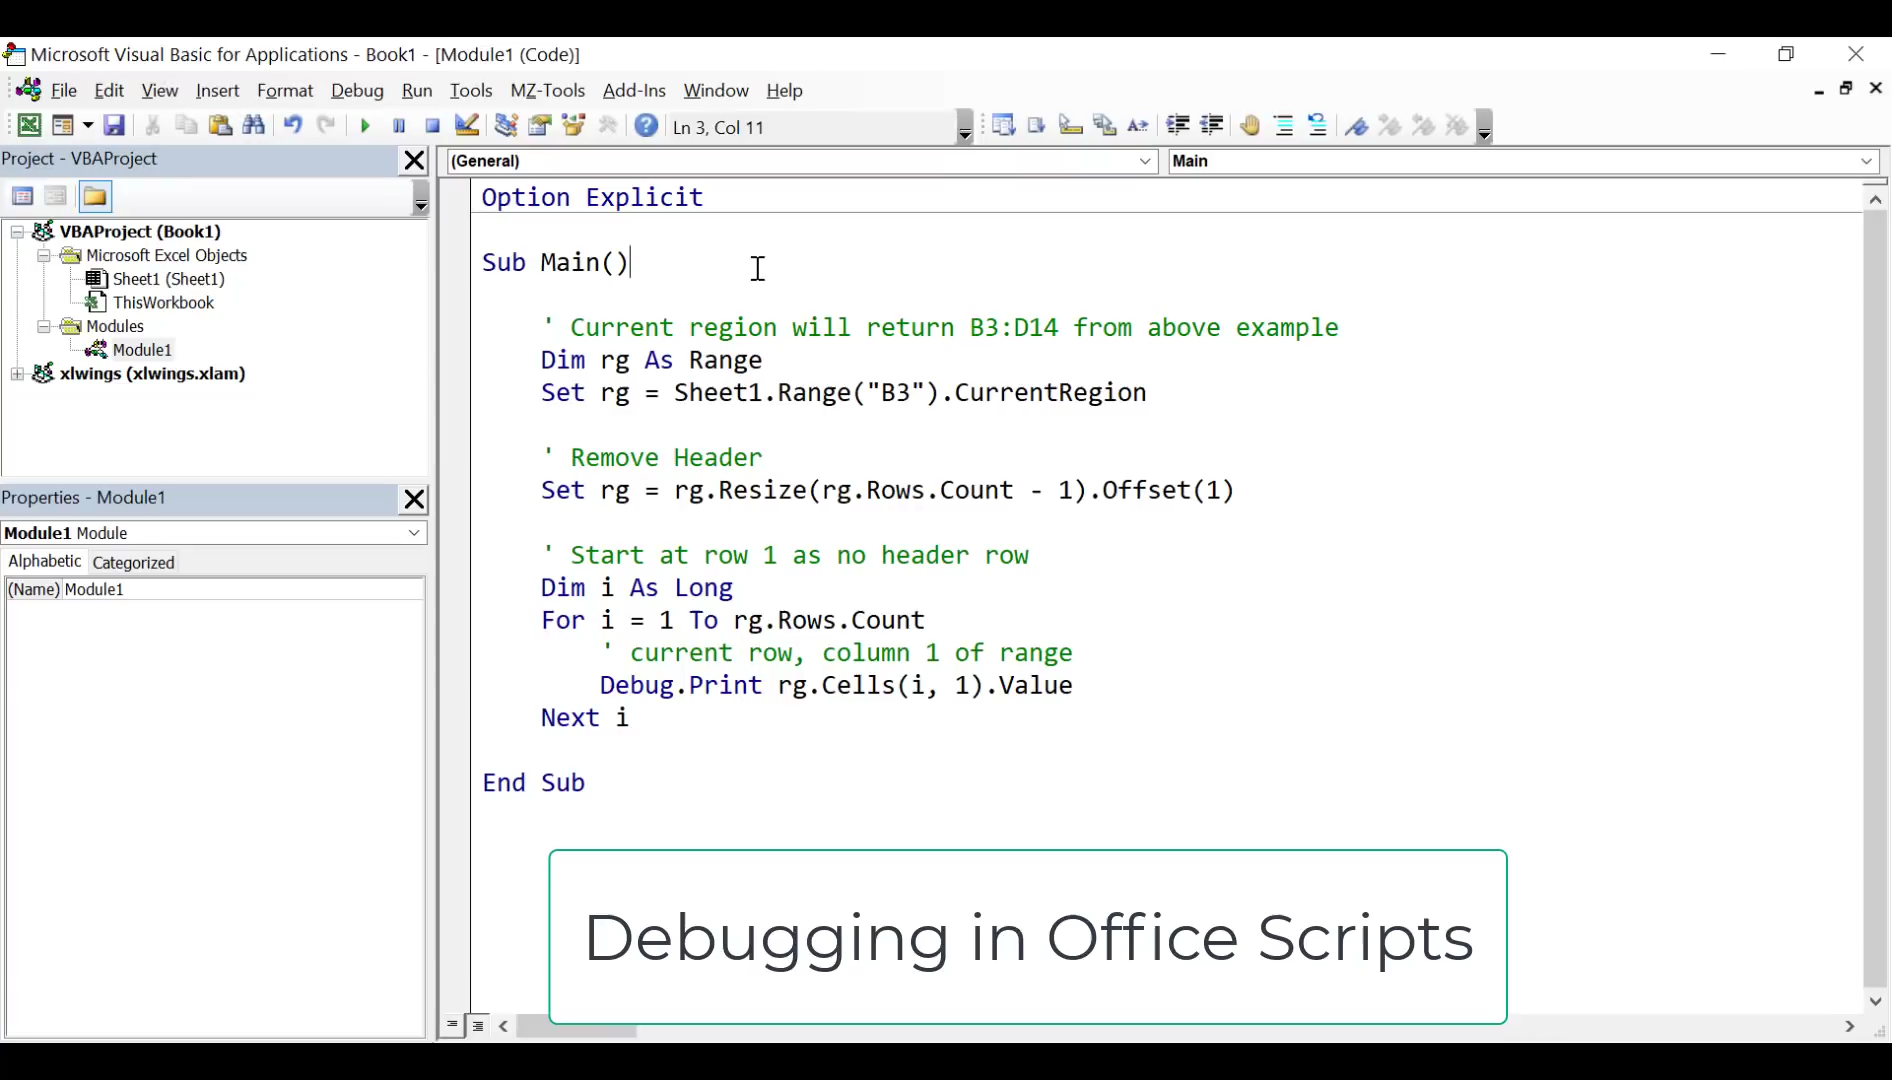 Microsoft Visual Basic for Applications - Book1 - [Module1 (Code)]
File Edit View Insert Format Debug Run Tools MZ-Tools Add-Ins Window Help
Ln 3, Col 11
Project - VBAProject
VBAProject (Book1)
Microsoft Excel Objects
Sheet1 (Sheet1)
ThisWorkbook
Modules
Module1
xlwings (xlwings.xlam)
Properties - Module1
Module1 Module
Alphabetic Categorized
(Name) Module1
(General) Main
Option Explicit
Sub Main()
' Current region will return B3:D14 from above example
Dim rg As Range
Set rg = Sheet1.Range("B3").CurrentRegion
' Remove Header
Set rg = rg.Resize(rg.Rows.Count - 1).Offset(1)
' Start at row 1 as no header row
Dim i As Long
For i = 1 To rg.Rows.Count
' current row, column 1 of range
Debug.Print rg.Cells(i, 1).Value
Next i
End Sub
Debugging in Office Scripts